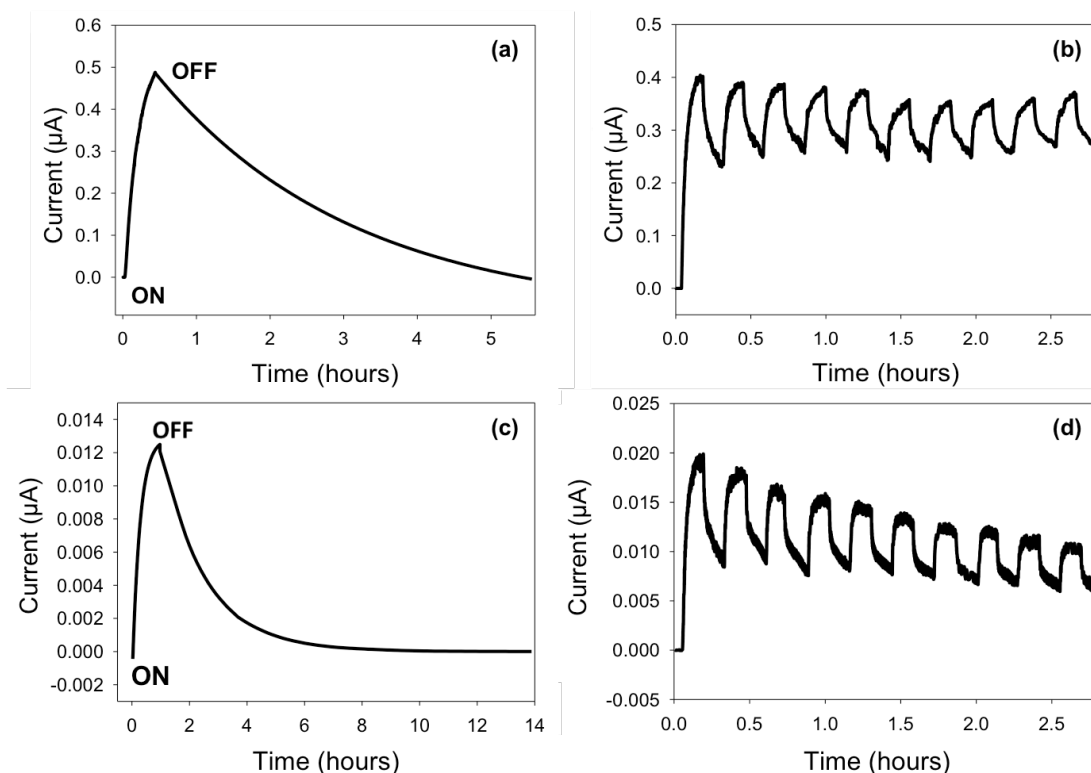 (a)
0.6
0.5
0.4
0.3
0.2
0.1
0.0
Current (µA)
OFF
ON
0 1 2 3 4 5
Time (hours)
(b)
0.5
0.4
0.3
0.2
0.1
0.0
Current (µA)
0.0 0.5 1.0 1.5 2.0 2.5
Time (hours)
(c)
0.014
0.012
0.010
0.008
0.006
0.004
0.002
0.000
-0.002
Current (µA)
OFF
ON
0 2 4 6 8 10 12 14
Time (hours)
(d)
0.025
0.020
0.015
0.010
0.005
0.000
-0.005
Current (µA)
0.0 0.5 1.0 1.5 2.0 2.5
Time (hours)